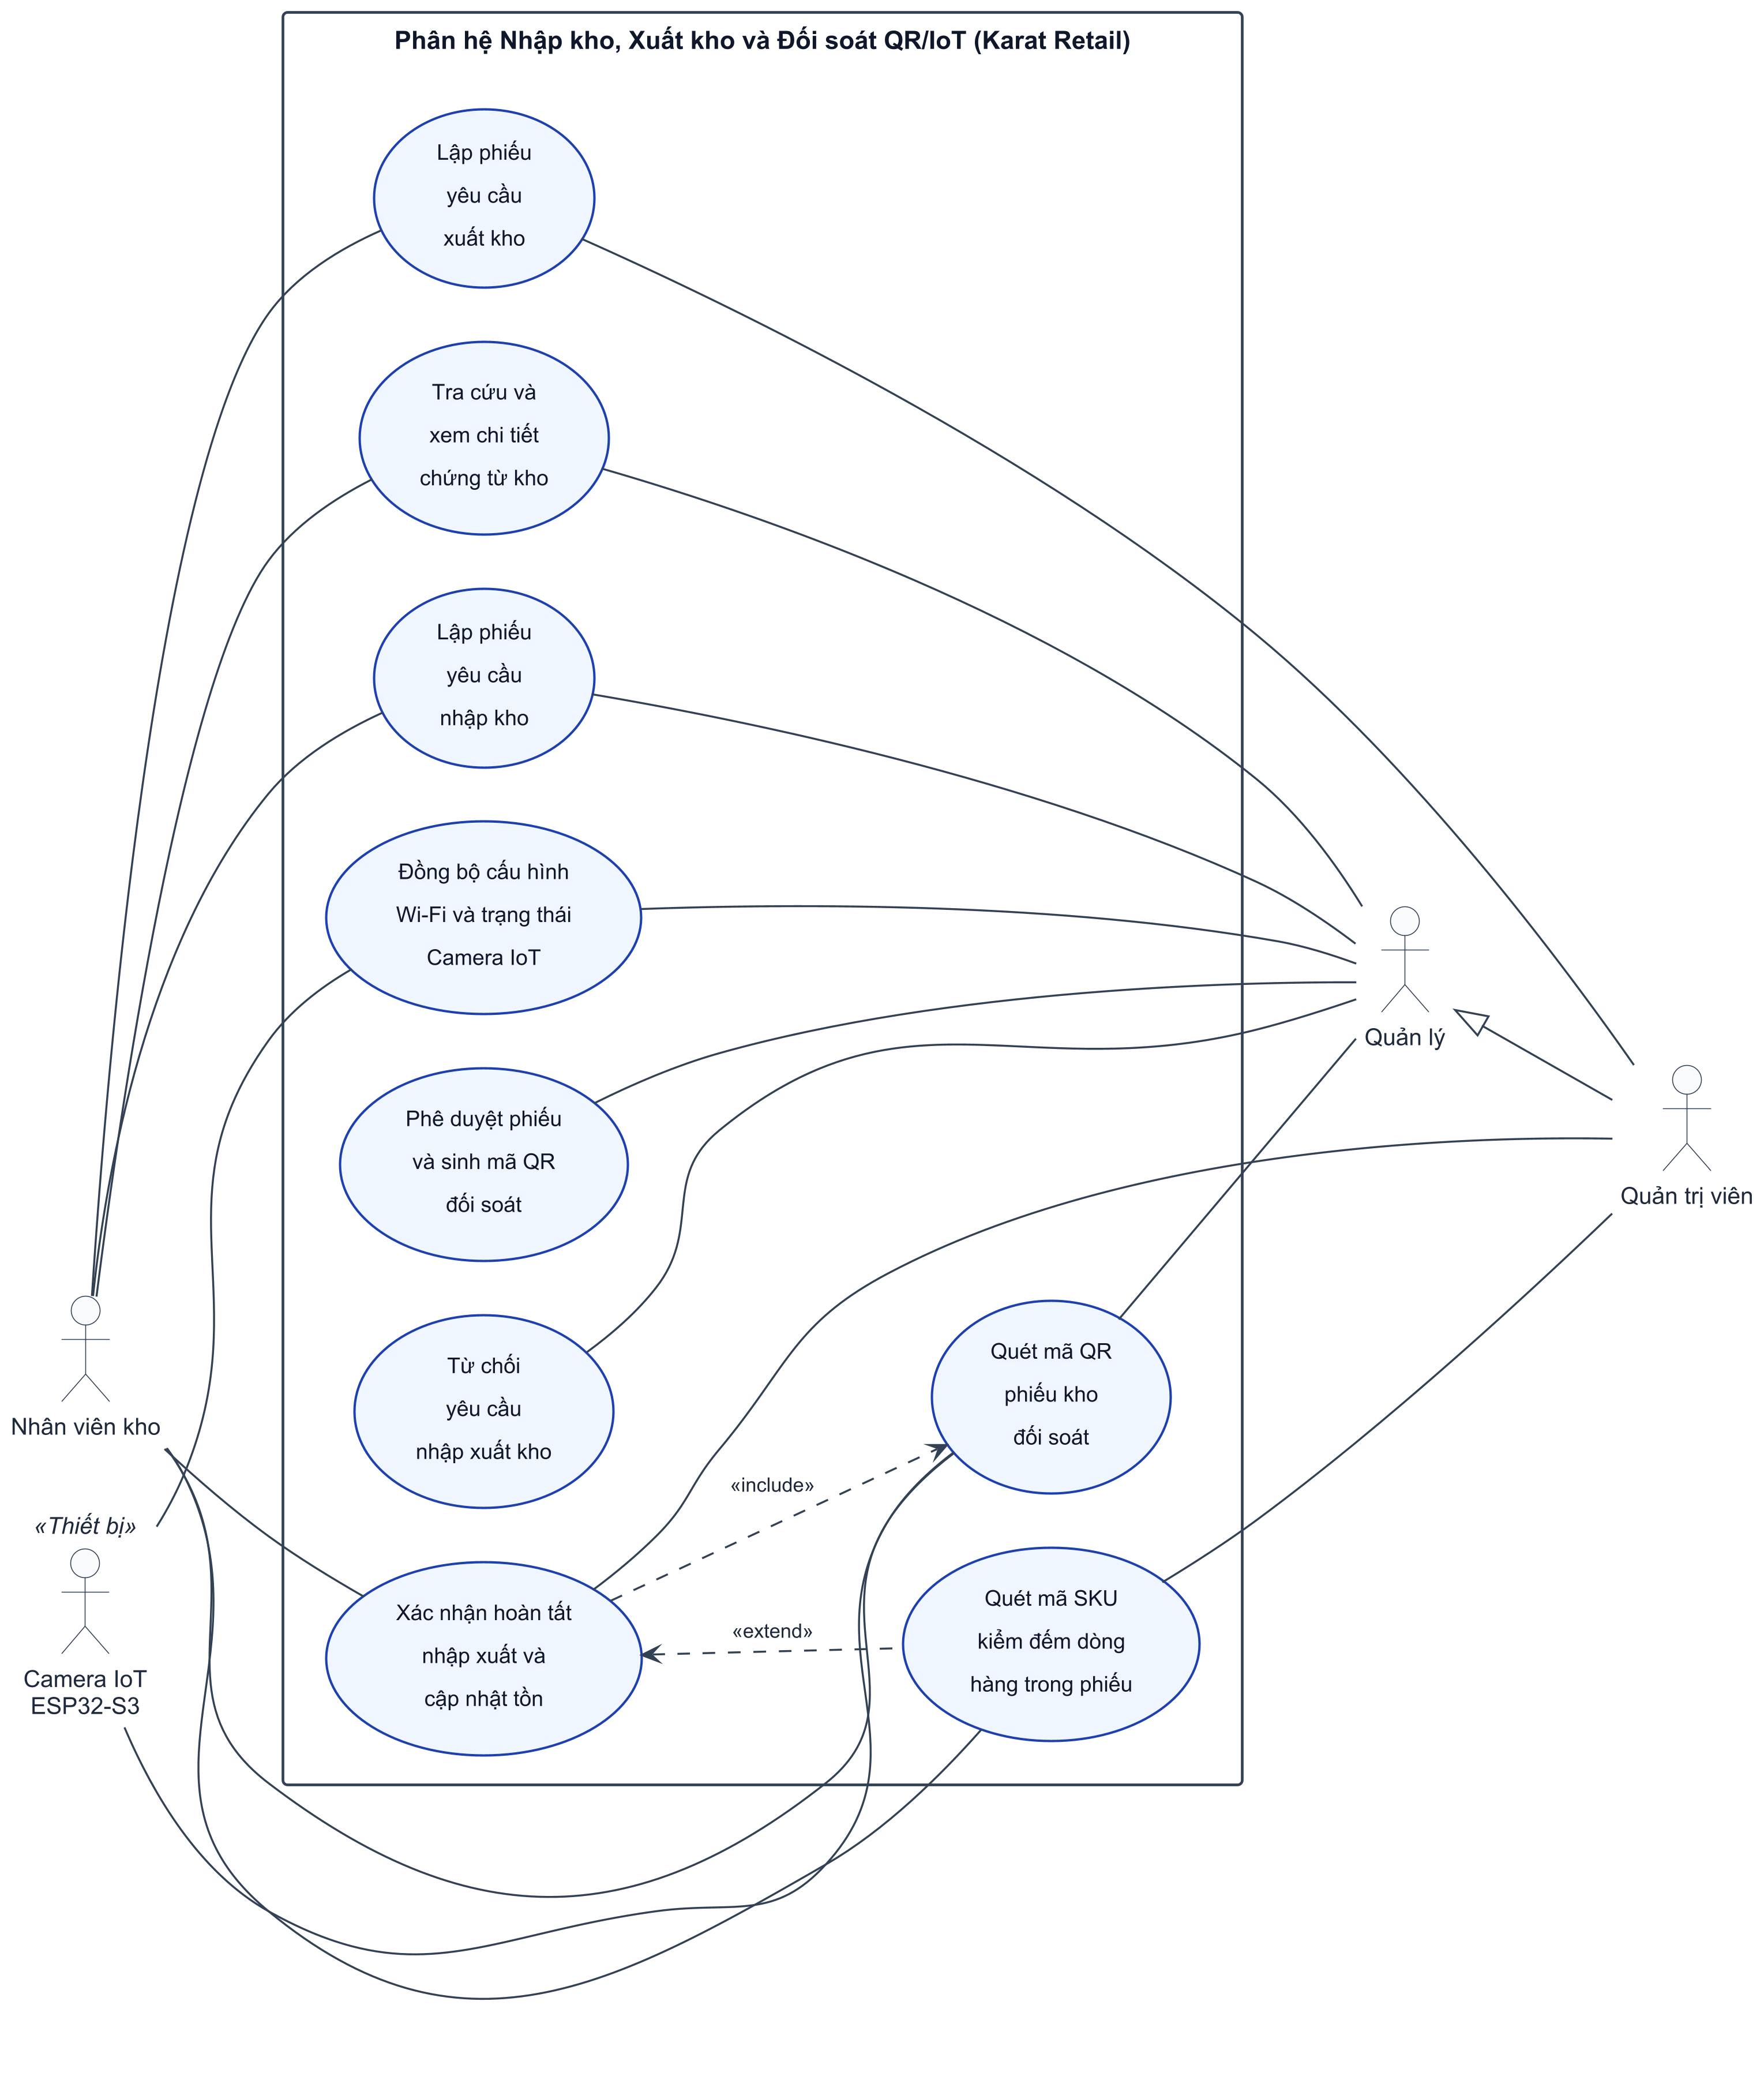 Phân hệ Nhập kho, Xuất kho và Đối soát QR/IoT (Karat Retail)
Lập phiếu
yêu cầu
xuất kho
Tra cứu và
xem chi tiết
chứng từ kho
Lập phiếu
yêu cầu
nhập kho
Đồng bộ cấu hình
Wi-Fi và trạng thái
Camera IoT
Quản lý
Phê duyệt phiếu
và sinh mã QR
đối soát
Quản trị viên
Từ chối
yêu cầu
nhập xuất kho
Quét mã QR
phiếu kho
đối soát
Nhân viên kho
«include»
«Thiết bị»
Camera IoT
ESP32-S3
Xác nhận hoàn tất
nhập xuất và
cập nhật tồn
«extend»
Quét mã SKU
kiểm đếm dòng
hàng trong phiếu